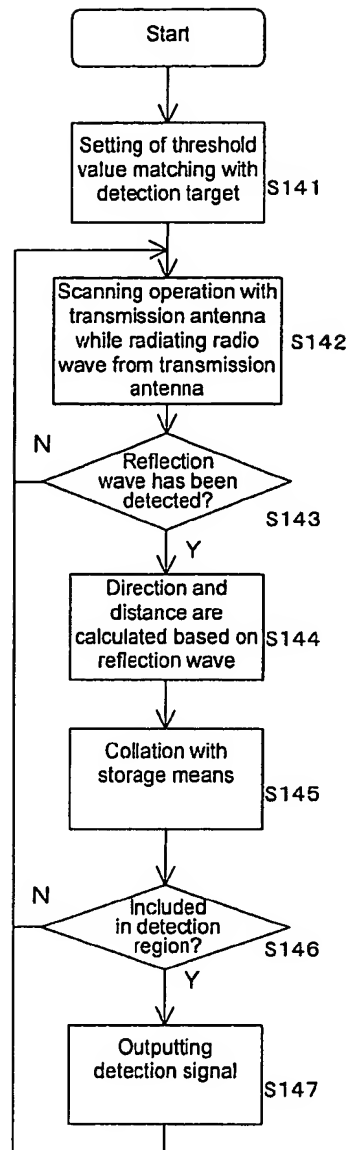 Start
Setting of threshold
value matching with
detection target
S141
Scanning operation with
transmission antenna
while radiating radio
wave from transmission
antenna
S142
N
Reflection
wave has been
detected?
S143
Y
Direction and
distance are
calculated based on
reflection wave
S144
Collation with
storage means
S145
N
Included
in detection
region?
S146
Y
Outputting
detection signal
S147